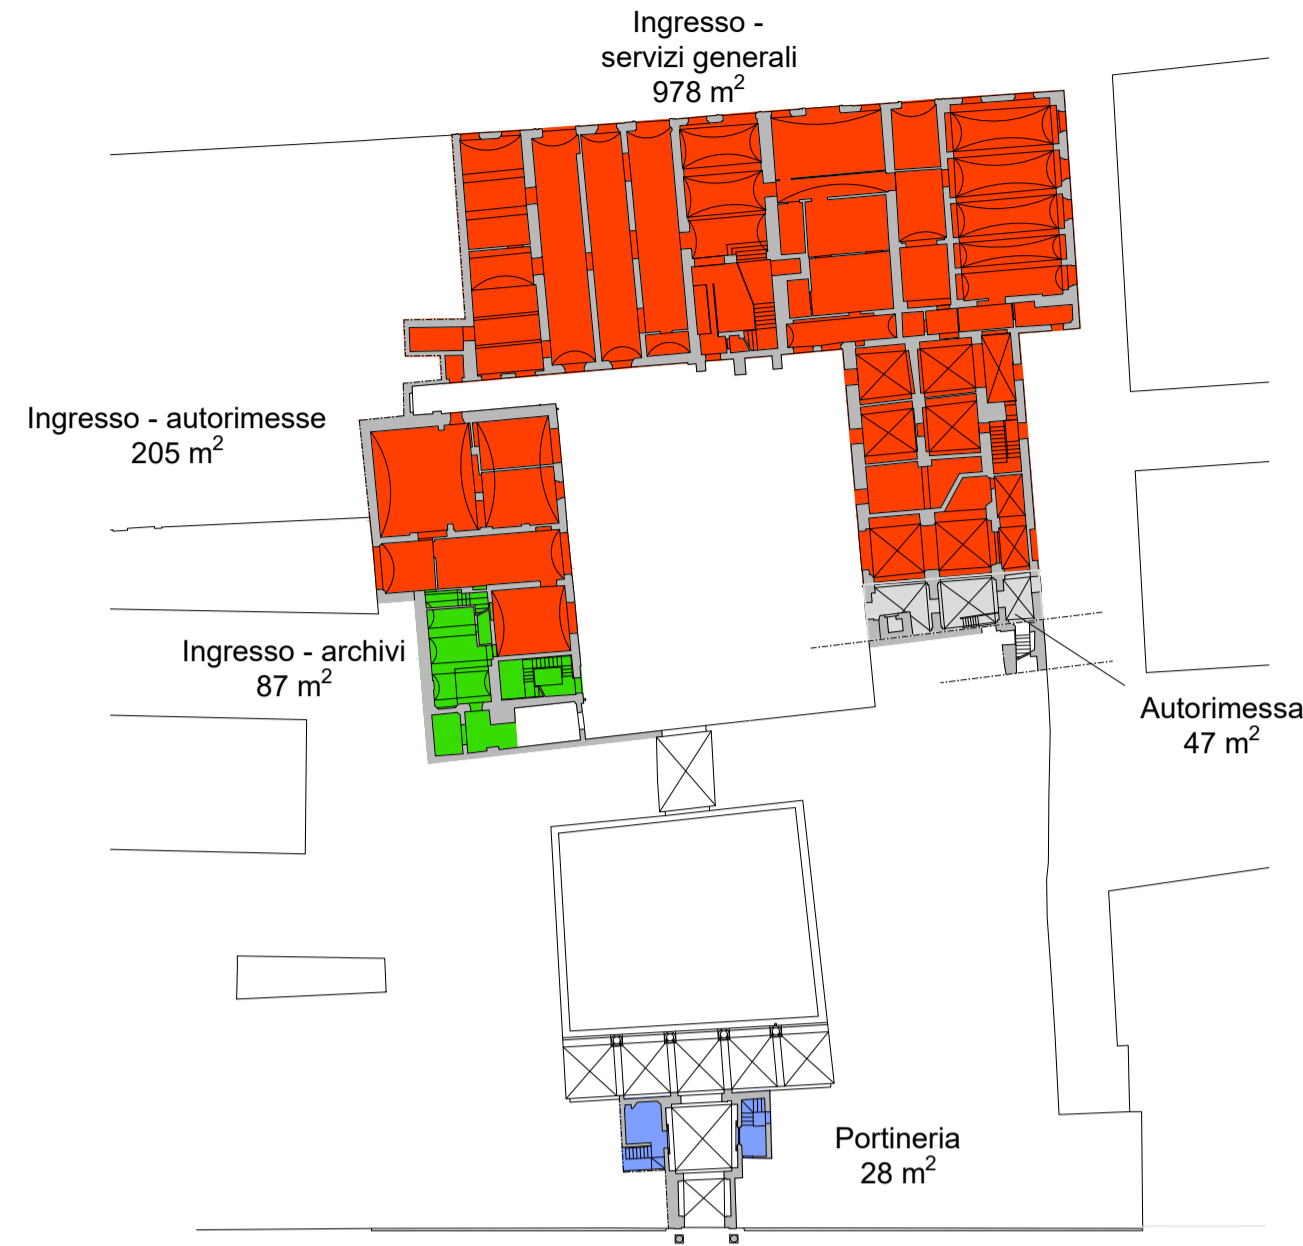 Ingresso -
servizi generali
978 m²
Ingresso - autorimesse
205 m²
Ingresso - archivi
87 m²
Autorimessa
47 m²
Portineria
28 m²